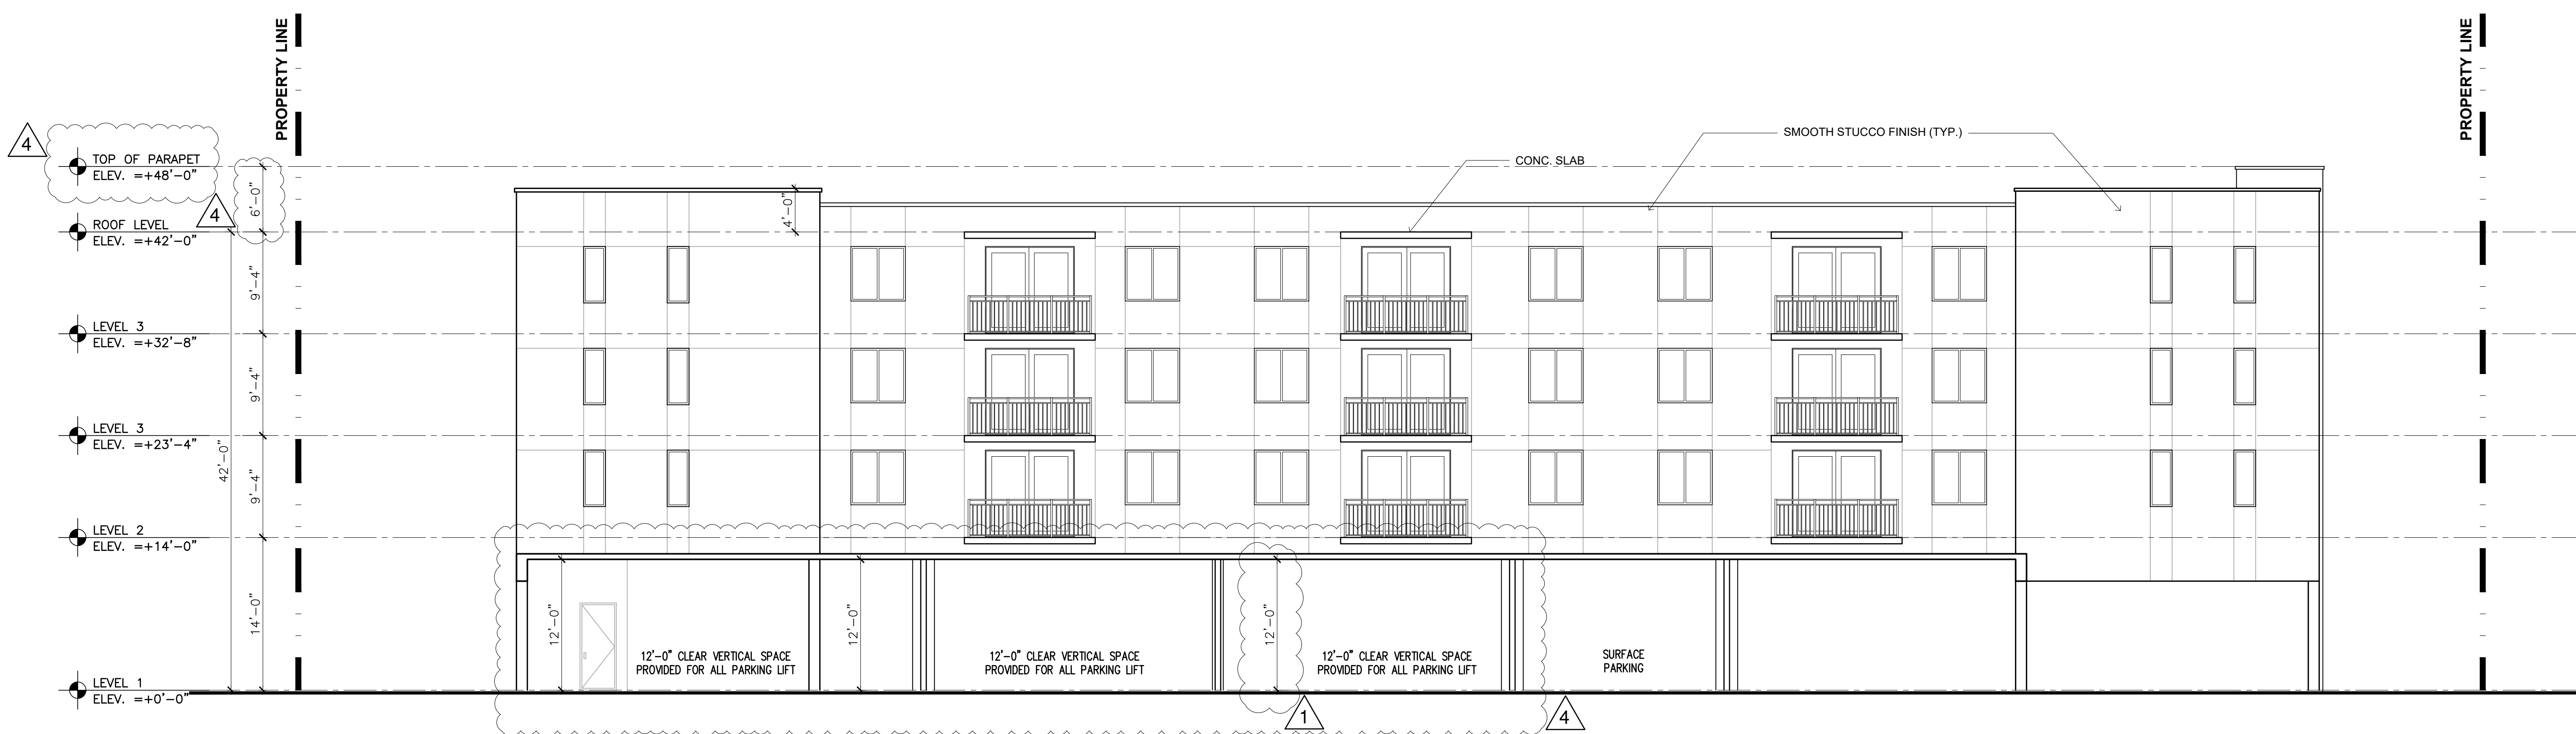 PROPERTY LINE
PROPERTY LINE
4
TOP OF PARAPET
ELEV. =+48'-0"
4
6'-0"
ROOF LEVEL
ELEV. =+42'-0"
SMOOTH STUCCO FINISH (TYP.)
CONC. SLAB
4'-0"
9'-4"
LEVEL 3
ELEV. =+32'-8"
9'-4"
LEVEL 3
ELEV. =+23'-4"
42'-0"
9'-4"
LEVEL 2
ELEV. =+14'-0"
14'-0"
12'-0"
12'-0"
12'-0"
12'-0" CLEAR VERTICAL SPACE
PROVIDED FOR ALL PARKING LIFT
12'-0" CLEAR VERTICAL SPACE
PROVIDED FOR ALL PARKING LIFT
12'-0" CLEAR VERTICAL SPACE
PROVIDED FOR ALL PARKING LIFT
SURFACE
PARKING
LEVEL 1
ELEV. =+0'-0"
1
4